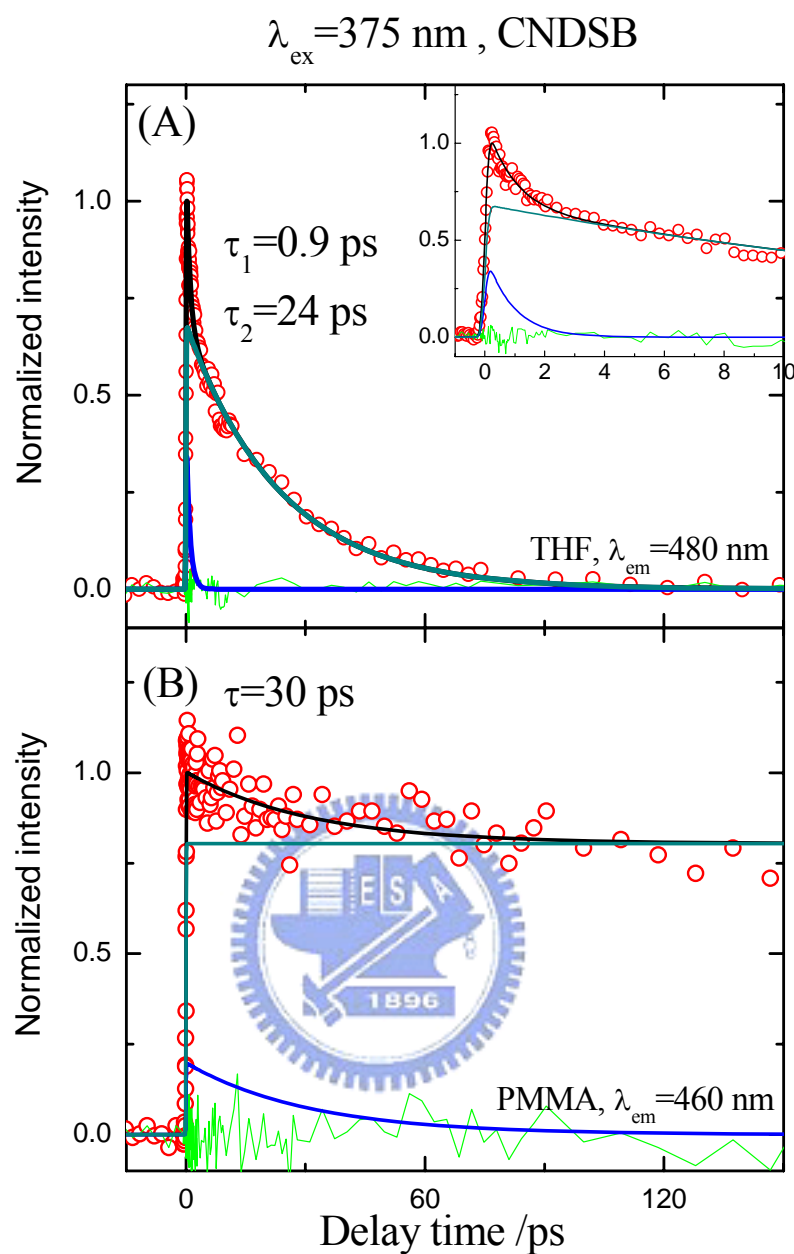 λex=375 nm , CNDSB
(A)
τ1=0.9 ps
τ2=24 ps
THF, λem=480 nm
Normalized intensity
1.0
0.5
0.0
1.0
0.5
0.0
0 2 4 6 8 10
(B)
τ=30 ps
PMMA, λem=460 nm
Normalized intensity
1.0
0.5
0.0
E S A
1896
0 60 120
Delay time /ps